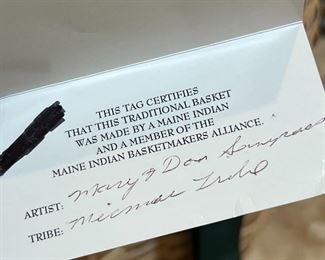 THIS TAG CERTIFIES
THAT THIS TRADITIONAL BASKET
WAS MADE BY A MAINE INDIAN
AND A MEMBER OF THE
MAINE INDIAN BASKETMAKERS ALLIANCE.
ARTIST: Mary & Don
TRIBE: Micmac Tribe